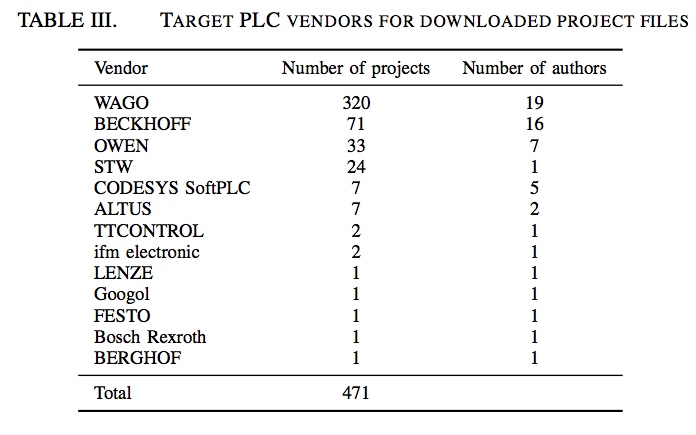 TABLE III. TARGET PLC VENDORS FOR DOWNLOADED PROJECT FILES
Vendor Number of projects Number of authors
WAGO 320 19
BECKHOFF 71 16
OWEN 33 7
STW 24 1
CODESYS SoftPLC 7 5
ALTUS 7 2
TTCONTROL 2 1
ifm electronic 2 1
LENZE 1 1
Googol 1 1
FESTO 1 1
Bosch Rexroth 1 1
BERGHOF 1 1
Total 471